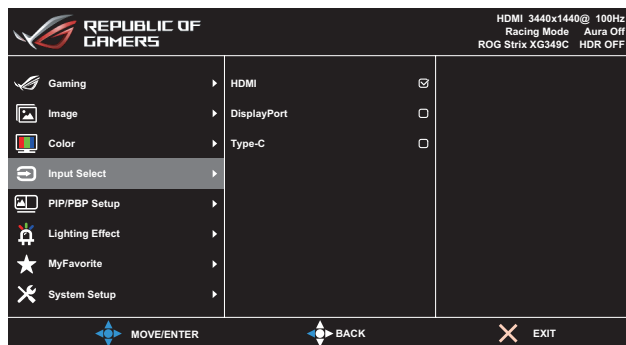 REPUBLIC OF
GAMERS
HDMI 3440x1440@ 100Hz
Racing Mode Aura Off
ROG Strix XG349C HDR OFF
Gaming
HDMI
Image
DisplayPort
Color
Type-C
Input Select
PIP/PBP Setup
Lighting Effect
MyFavorite
System Setup
MOVE/ENTER
BACK
EXIT